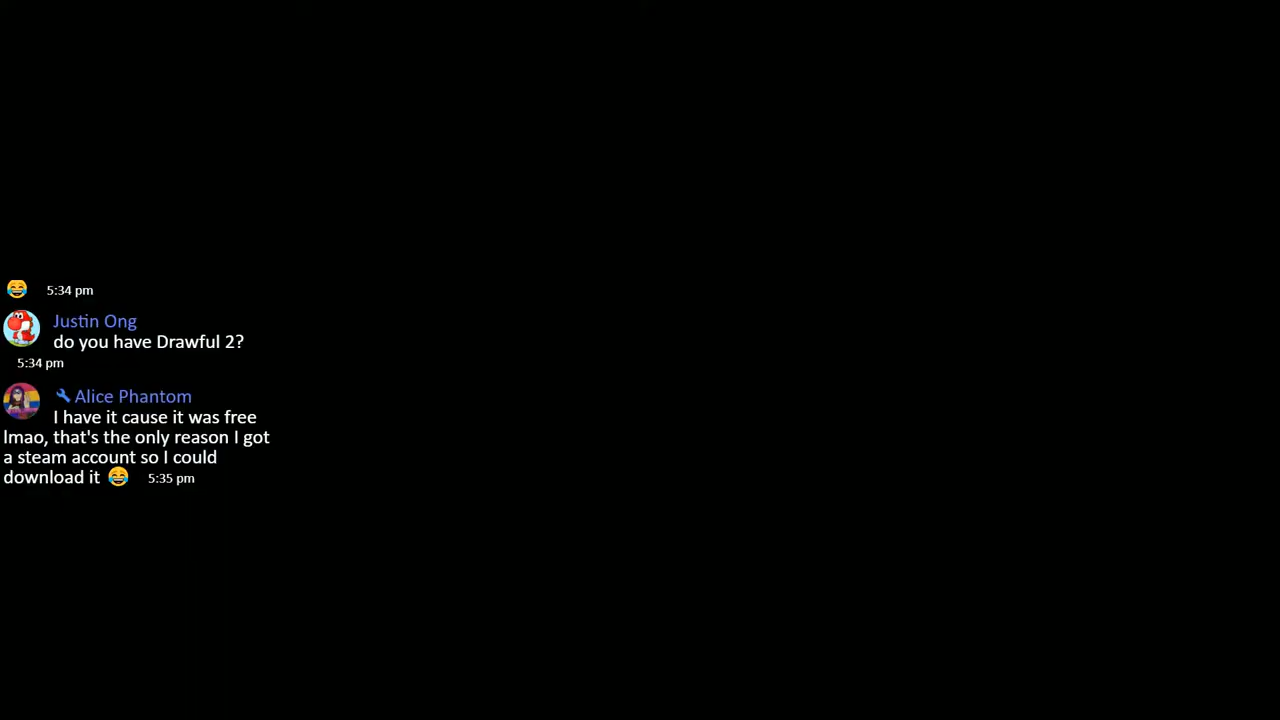 😂 5:34 pm
Justin Ong
do you have Drawful 2?
5:34 pm
Alice Phantom
I have it cause it was free
lmao, that's the only reason I got
a steam account so I could
download it 😂 5:35 pm